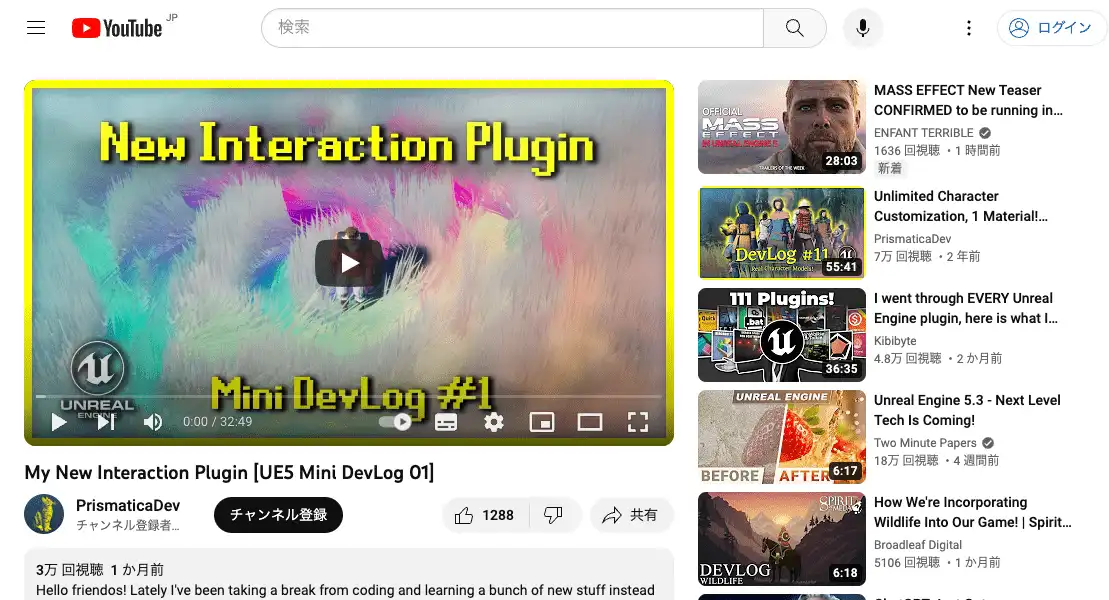 YouTube JP
検索
ログイン
New Interaction Plugin
Mini DevLog #1
UNREAL
ENGINE
0:00 / 32:49
My New Interaction Plugin [UE5 Mini DevLog 01]
PrismaticaDev
チャンネル登録者...
チャンネル登録
1288
共有
3万 回視聴 1 か月前
Hello friendos! Lately I've been taking a break from coding and learning a bunch of new stuff instead
OFFICIAL
MASS
EFFECT
IN UNREAL ENGINE 5
TRAILERS OF THE WEEK
28:03
MASS EFFECT New Teaser
CONFIRMED to be running in...
ENFANT TERRIBLE
1636 回視聴 ・1 時間前
新着
DevLog #11
Real Character Models!
55:41
Unlimited Character
Customization, 1 Material!...
PrismaticaDev
7万 回視聴 ・2 年前
111 Plugins!
.bat
36:35
I went through EVERY Unreal
Engine plugin, here is what I...
Kibibyte
4.8万 回視聴 ・2 か月前
UNREAL ENGINE
BEFORE
AFTER
6:17
Unreal Engine 5.3 - Next Level
Tech Is Coming!
Two Minute Papers
18万 回視聴 ・4 週間前
SPIRIT
DEVLOG
WILDLIFE
6:18
How We're Incorporating
Wildlife Into Our Game! | Spirit...
Broadleaf Digital
5106 回視聴 ・1 か月前